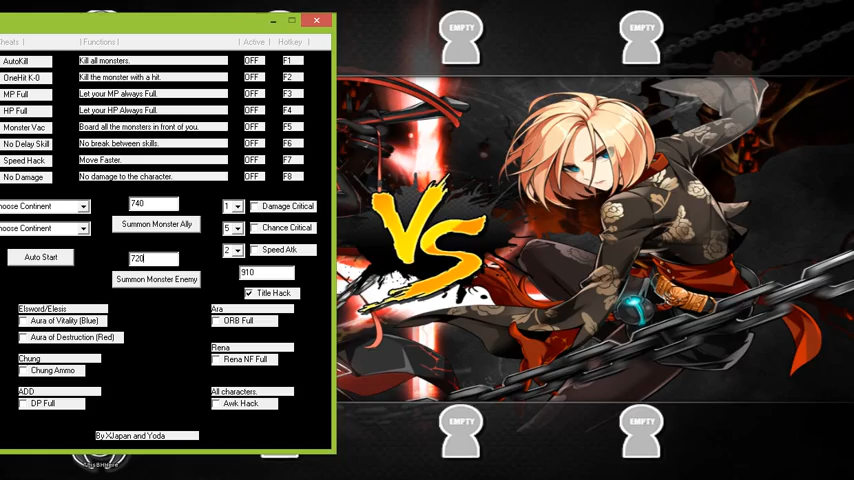 EMPTY EMPTY
heats | Functions | | Active | Hotkey |
AutoKill Kill all monsters. OFF F1
OneHit K-0 Kill the monster with a hit. OFF F2
MP Full Let your MP always Full. OFF F3
HP Full Let your HP Always Full. OFF F4
Monster Vac Board all the monsters in front of you. OFF F5
No Delay Skill No break between skills. OFF F6
Speed Hack Move Faster. OFF F7
No Damage No damage to the character. OFF F8
hoose Continent 740 1 Damage Critical
Summon Monster Ally
hoose Continent 5 Chance Critical
Auto Start 720 2 Speed Atk
Summon Monster Enemy 910
Title Hack
VS
Elsword/Elesis Ara
Aura of Vitality (Blue) ORB Full
Aura of Destruction (Red)
Rena
Chung Rena NF Full
Chung Ammo
ADD All characters.
DP Full Awk Hack
By XJapan and Yoda
EMPTY EMPTY